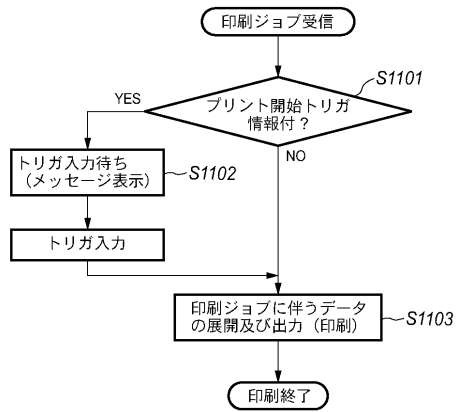 印刷ジョブ受信
S1101
プリント開始トリガ
情報付?
YES
NO
トリガ入力待ち
(メッセージ表示)
S1102
トリガ入力
印刷ジョブに伴うデータ
の展開及び出力(印刷)
S1103
印刷終了